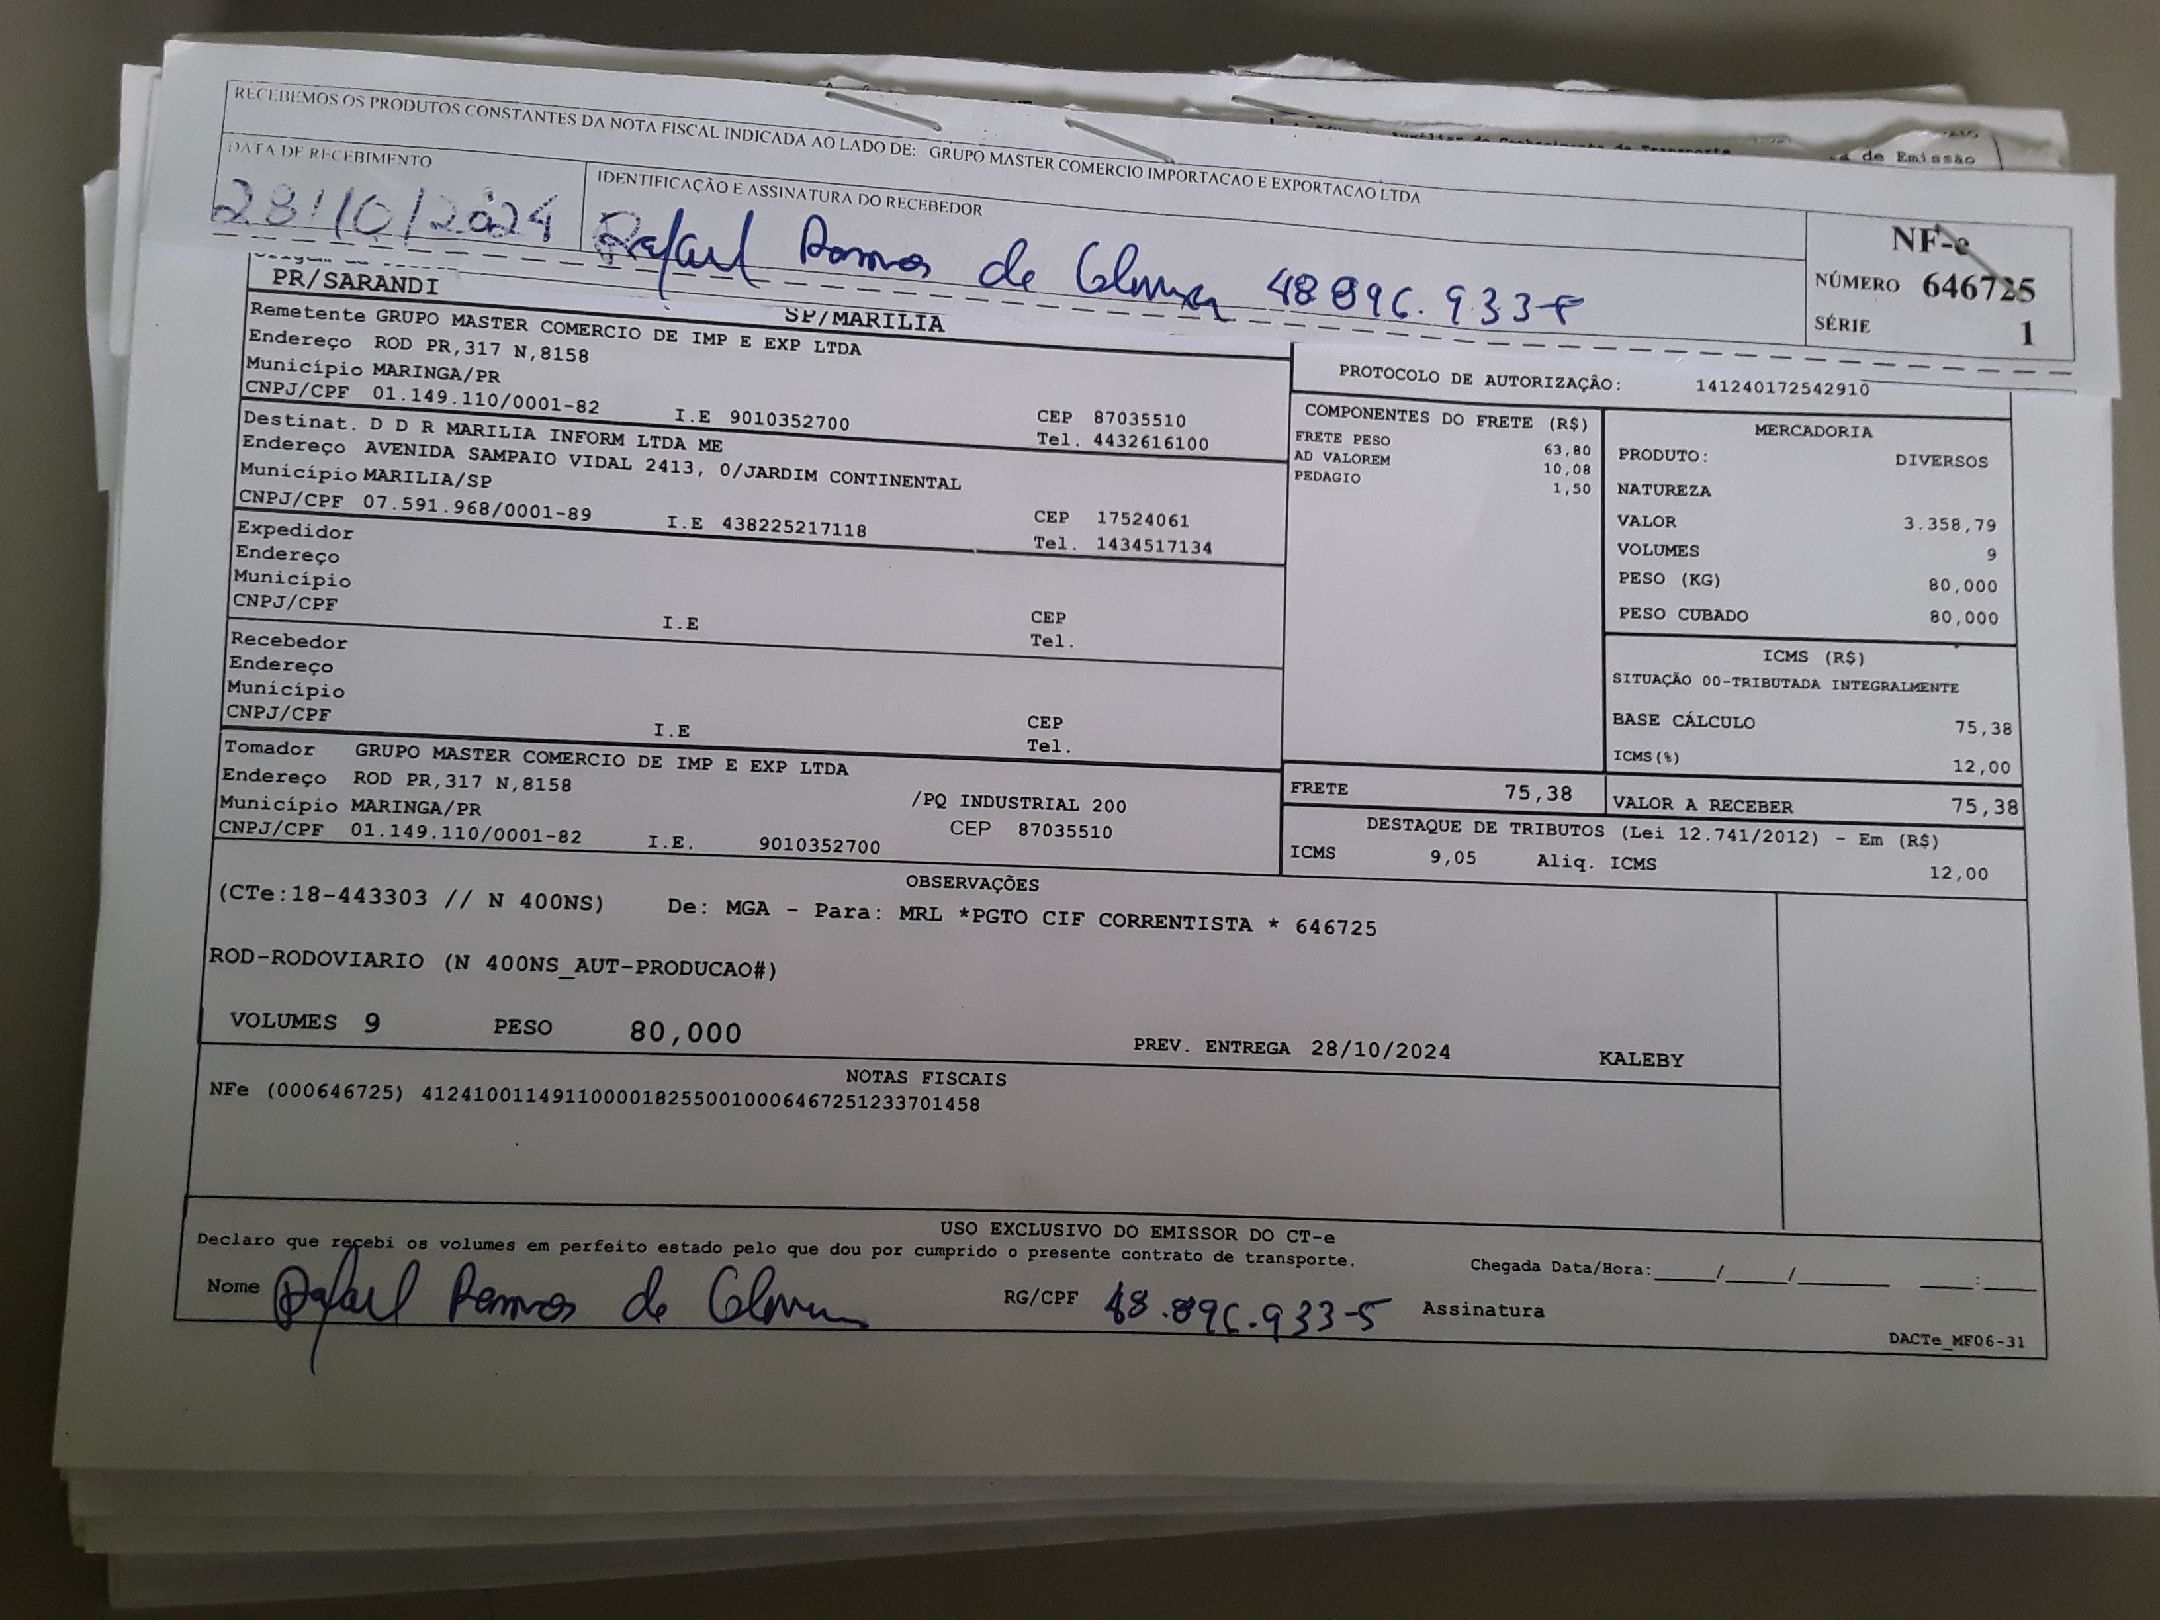 RECEBEMOS OS PRODUTOS CONSTANTES DA NOTA FISCAL INDICADA AO LADO DE: GRUPO MASTER COMERCIO IMPORTACAO E EXPORTACAO LTDA
DATA DE RECEBIMENTO
28/10/2024
IDENTIFICAÇÃO E ASSINATURA DO RECEBEDOR
Rafael Ramos de 48 896.933-5
NF-e
NÚMERO 646725
SÉRIE 1
de Emissão
PR/SARANDI
SP/MARILIA
Remetente GRUPO MASTER COMERCIO DE IMP E EXP LTDA
Endereço ROD PR,317 N,8158
Município MARINGA/PR
CNPJ/CPF 01.149.110/0001-82 I.E 9010352700
CEP 87035510
Tel. 4432616100
Destinat. D D R MARILIA INFORM LTDA ME
Endereço AVENIDA SAMPAIO VIDAL 2413, 0/JARDIM CONTINENTAL
Município MARILIA/SP
CNPJ/CPF 07.591.968/0001-89 I.E 438225217118
CEP 17524061
Tel. 1434517134
Expedidor
Endereço
Município
CNPJ/CPF I.E
CEP
Tel.
Recebedor
Endereço
Município
CNPJ/CPF I.E
CEP
Tel.
Tomador GRUPO MASTER COMERCIO DE IMP E EXP LTDA
Endereço ROD PR,317 N,8158 /PQ INDUSTRIAL 200
Município MARINGA/PR CEP 87035510
CNPJ/CPF 01.149.110/0001-82 I.E. 9010352700
PROTOCOLO DE AUTORIZAÇÃO: 141240172542910
COMPONENTES DO FRETE (R$)
FRETE PESO 63,80
AD VALOREM 10,08
PEDAGIO 1,50
MERCADORIA
PRODUTO: DIVERSOS
NATUREZA
VALOR 3.358,79
VOLUMES 9
PESO (KG) 80,000
PESO CUBADO 80,000
ICMS (R$)
SITUAÇÃO 00-TRIBUTADA INTEGRALMENTE
BASE CÁLCULO 75,38
ICMS(%) 12,00
FRETE 75,38
VALOR A RECEBER 75,38
DESTAQUE DE TRIBUTOS (Lei 12.741/2012) - Em (R$)
ICMS 9,05 Aliq. ICMS 12,00
OBSERVAÇÕES
(CTe:18-443303 // N 400NS) De: MGA - Para: MRL *PGTO CIF CORRENTISTA * 646725
ROD-RODOVIARIO (N 400NS_AUT-PRODUCAO#)
VOLUMES 9 PESO 80,000 PREV. ENTREGA 28/10/2024 KALEBY
NOTAS FISCAIS
NFe (000646725) 41241001149110000182550010006467251233701458
USO EXCLUSIVO DO EMISSOR DO CT-e
Declaro que recebi os volumes em perfeito estado pelo que dou por cumprido o presente contrato de transporte.
Chegada Data/Hora:_____/_____/________ ____:____
Nome Rafael Ramos de RG/CPF 48.896.933-5 Assinatura
DACTe_MF06-31